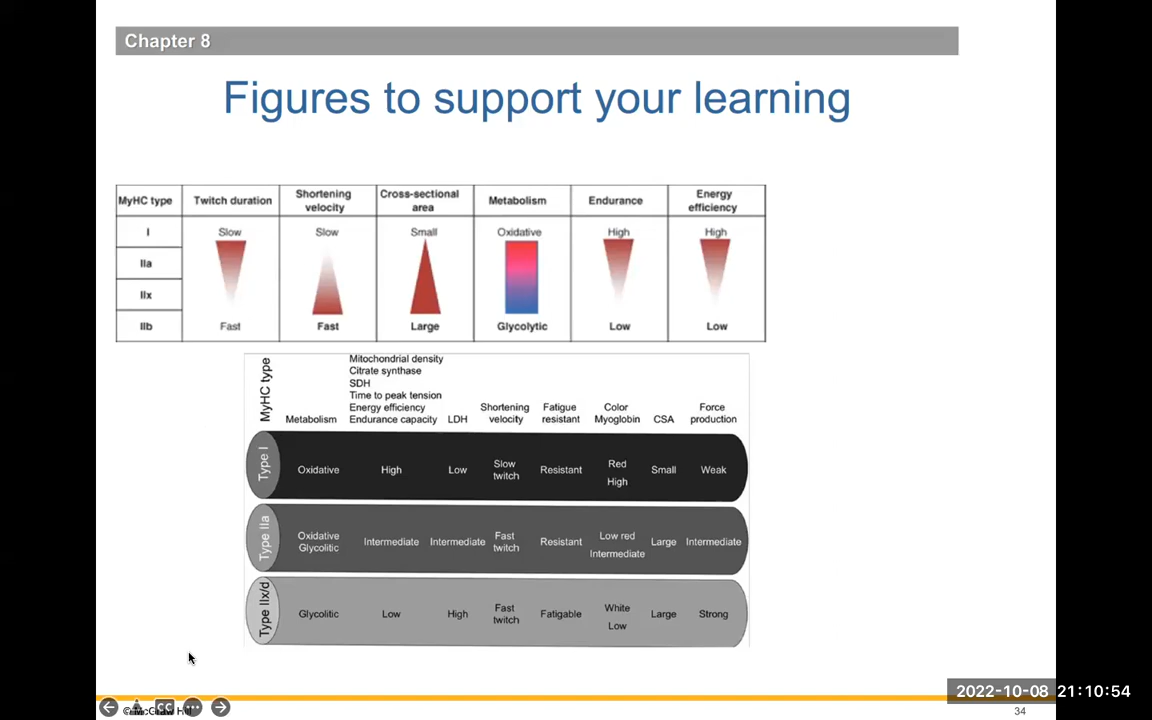 Chapter 8
Figures to support your learning
MyHC type Twitch duration Shortening velocity Cross-sectional area Metabolism Endurance Energy efficiency
I Slow Slow Small Oxidative High High
IIa
IIx
IIb Fast Fast Large Glycolytic Low Low
MyHC type
Metabolism
Mitochondrial density
Citrate synthase
SDH
Time to peak tension
Energy efficiency
Endurance capacity
LDH
Shortening velocity
Fatigue resistant
Color Myoglobin
CSA
Force production
Type I Oxidative High Low Slow twitch Resistant Red High Small Weak
Type IIa Oxidative Glycolitic Intermediate Intermediate Fast twitch Resistant Low red Intermediate Large Intermediate
Type IIx/d Glycolitic Low High Fast twitch Fatigable White Low Large Strong
2022-10-08 21:10:54
CC
34